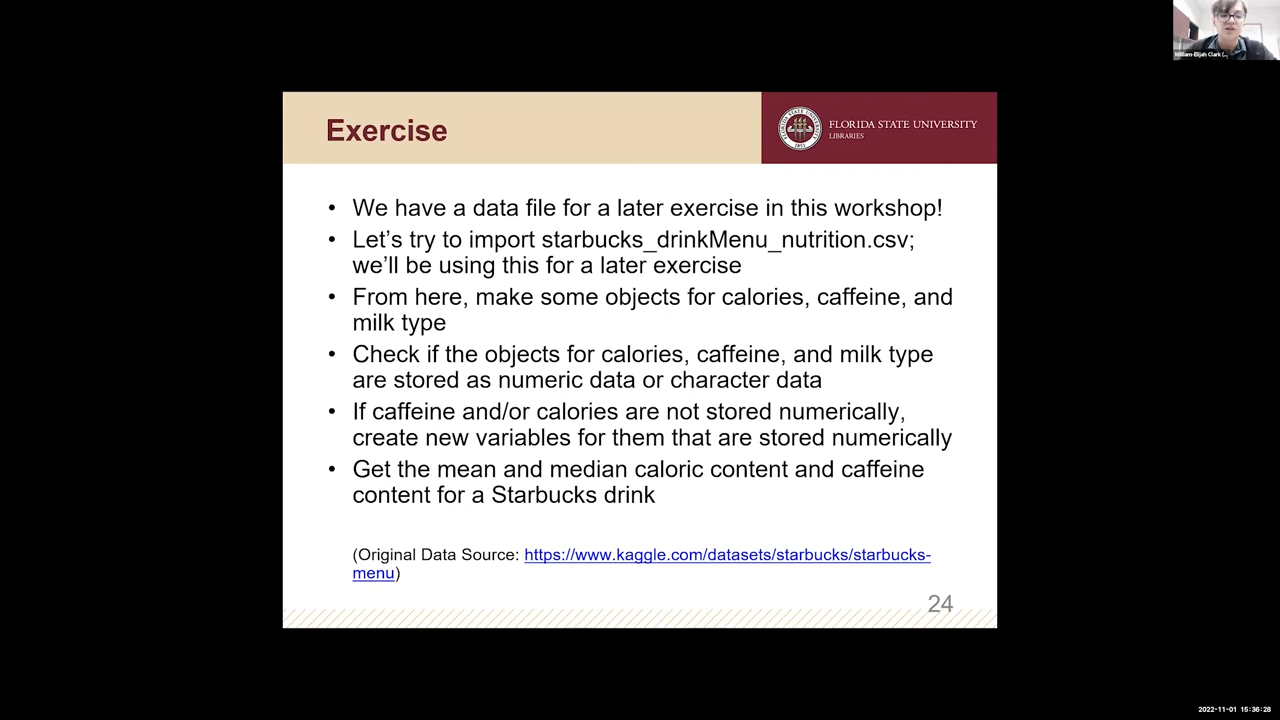 William-Elijah Clark (...
Exercise
FLORIDA STATE UNIVERSITY
LIBRARIES
• We have a data file for a later exercise in this workshop!
• Let’s try to import starbucks_drinkMenu_nutrition.csv;
we’ll be using this for a later exercise
• From here, make some objects for calories, caffeine, and
milk type
• Check if the objects for calories, caffeine, and milk type
are stored as numeric data or character data
• If caffeine and/or calories are not stored numerically,
create new variables for them that are stored numerically
• Get the mean and median caloric content and caffeine
content for a Starbucks drink
(Original Data Source: https://www.kaggle.com/datasets/starbucks/starbucks-
menu)
24
2022-11-01 15:36:28